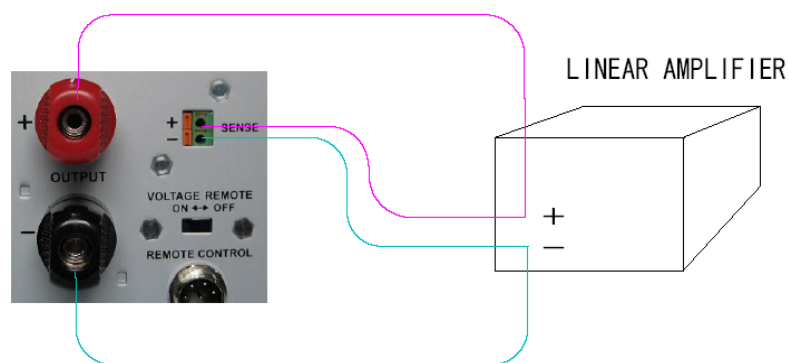 LINEAR AMPLIFIER
+
+
SENSE
−
OUTPUT
VOLTAGE REMOTE
ON ↔ OFF
−
REMOTE CONTROL
+
−